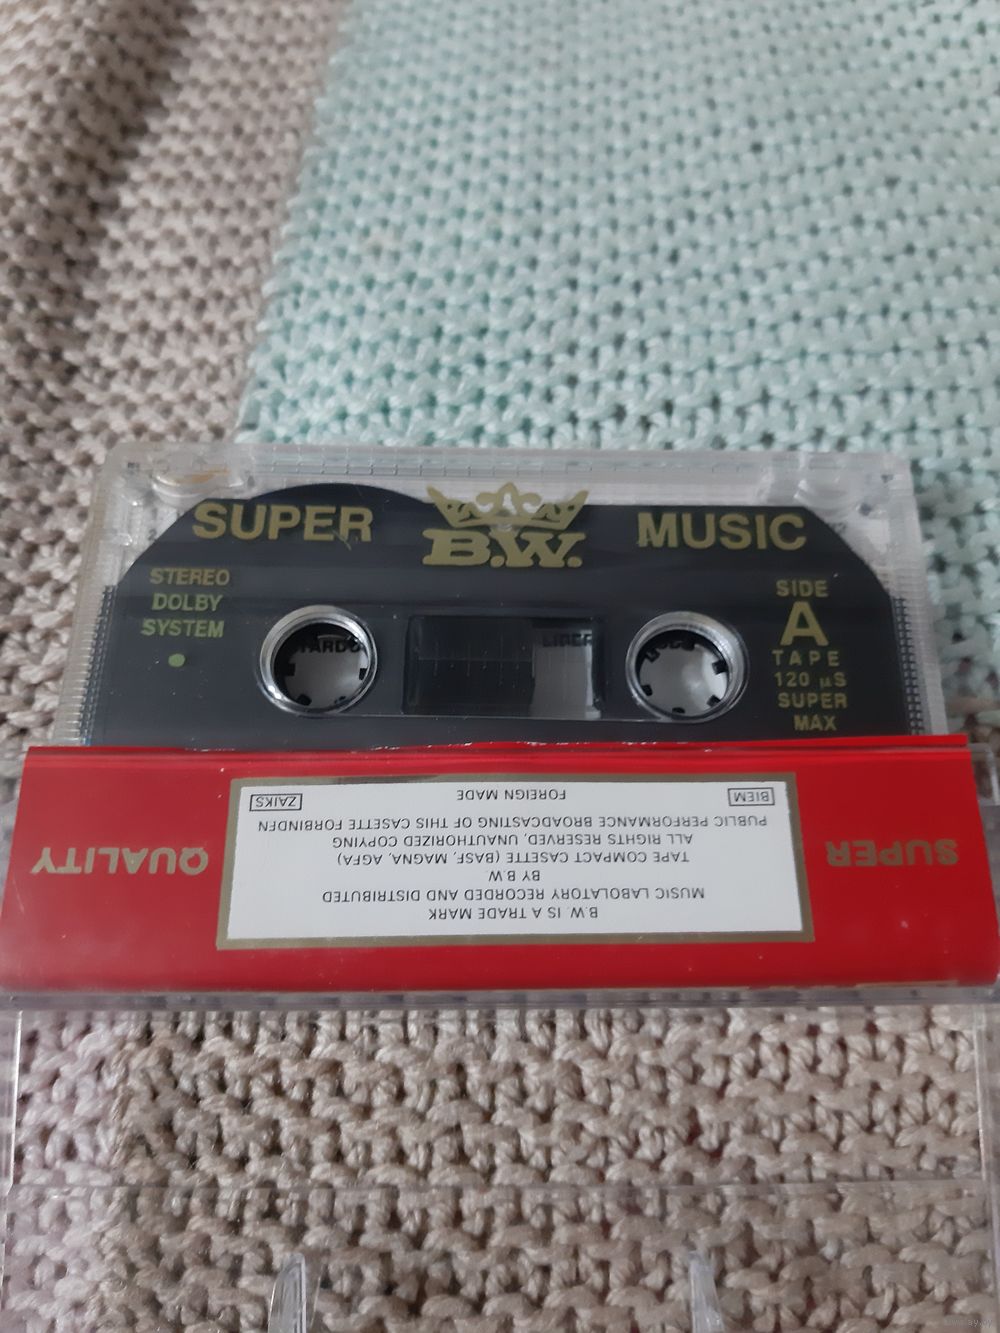 SUPER B.W. MUSIC
STEREO
DOLBY
SYSTEM
SIDE
A
TAPE
120 µS
SUPER
MAX
SUPER QUALITY
B.W. IS A TRADE MARK
MUSIC LABOLATORY RECORDED AND DISTRIBUTED
BY B.W.
TAPE COMPACT CASETTE (BASF, MAGNA, AGFA)
ALL RIGHTS RESERVED, UNAUTHORIZED COPYING
PUBLIC PERFORMANCE BROADCASTING OF THIS CASETTE FORBINDEN
BIEM FOREIGN MADE ZAIKS